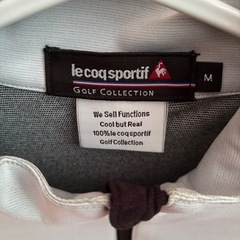 le coq sportif
GOLF COLLECTION
M
We Sell Functions
Cool but Real
100% le coq sportif
Golf Collection